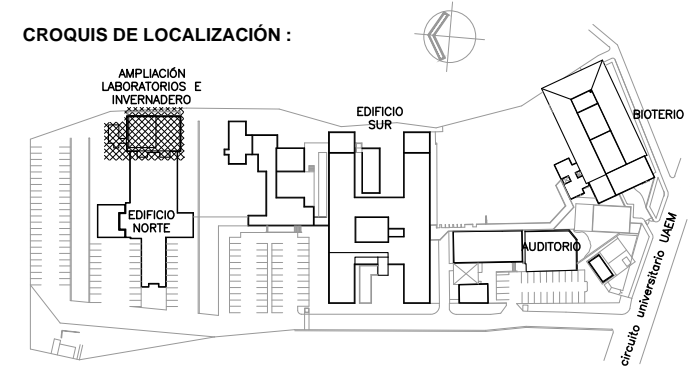 CROQUIS DE LOCALIZACIÓN :
AMPLIACIÓN
LABORATORIOS E
INVERNADERO
EDIFICIO
SUR
BIOTERIO
EDIFICIO
NORTE
AUDITORIO
circuito universitario UAEM